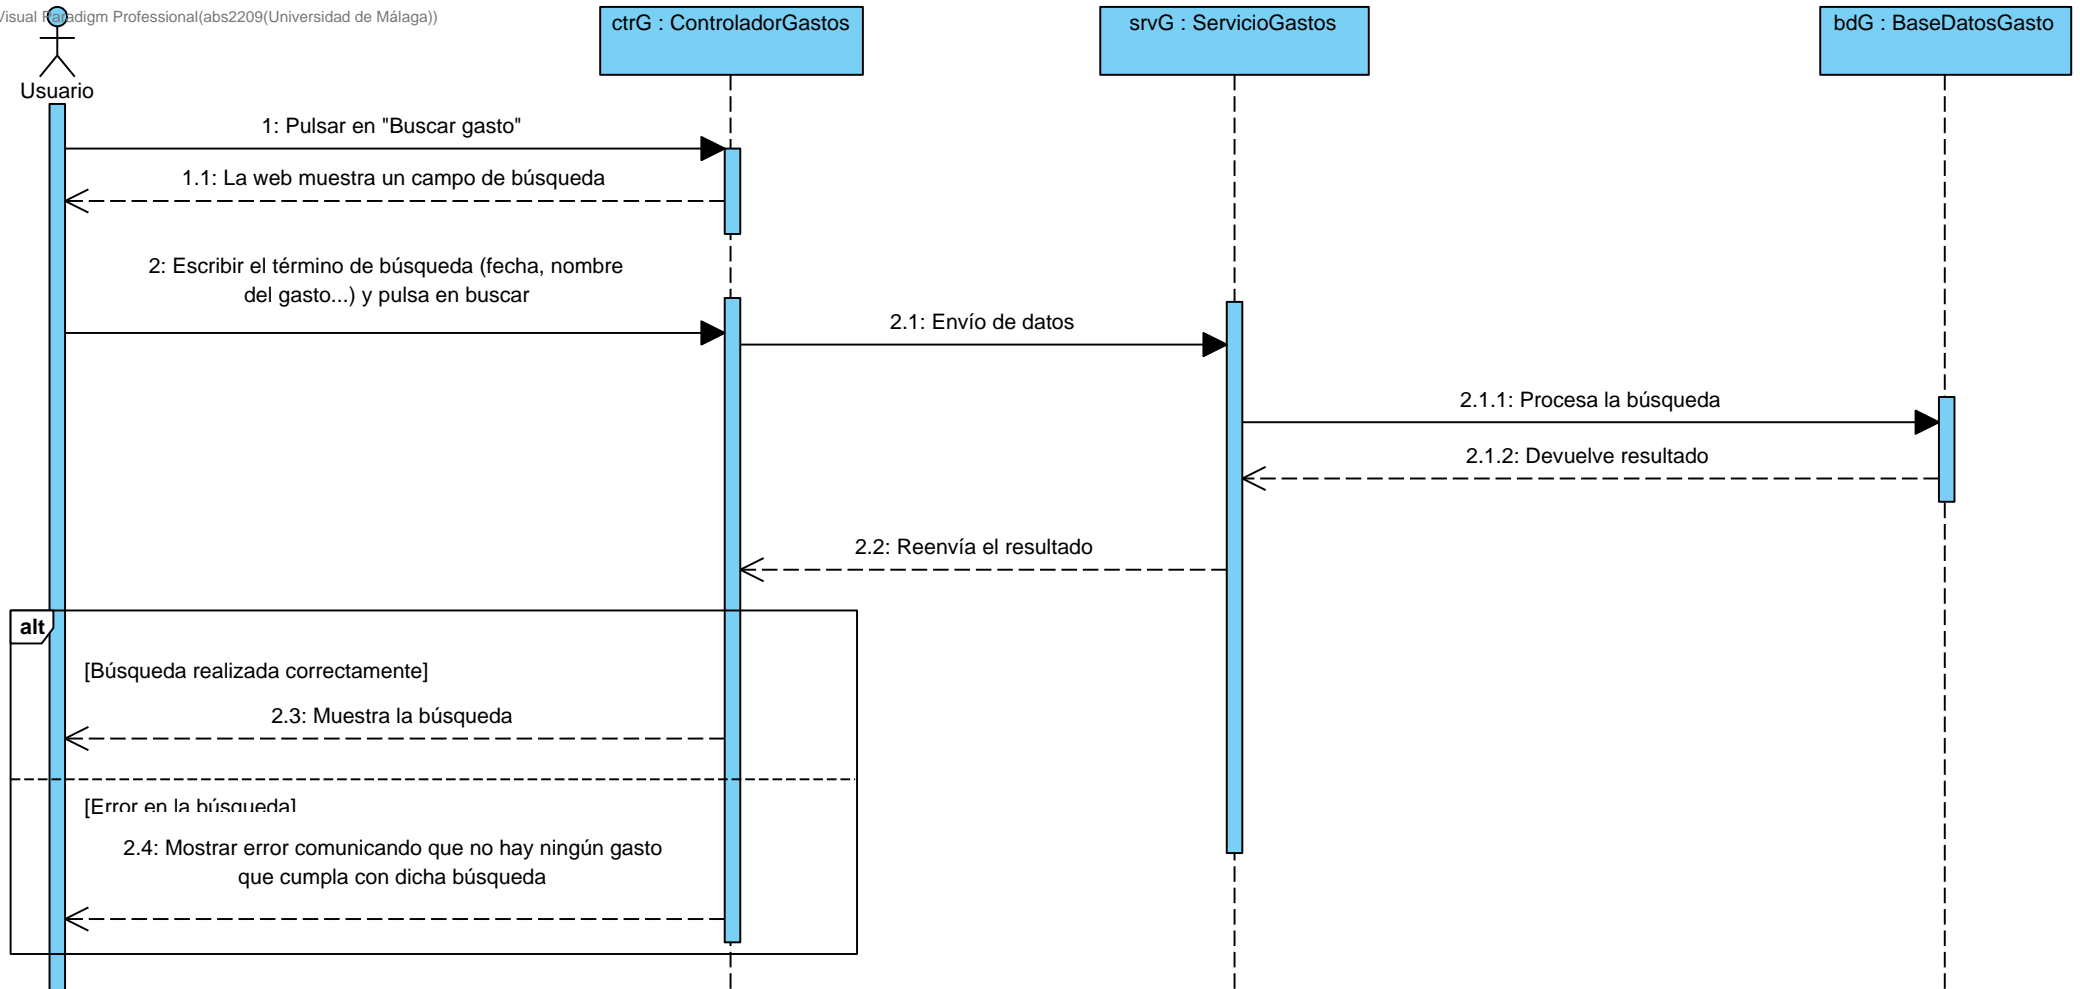 Visual Paradigm Professional(abs2209(Universidad de Málaga))
Usuario
ctrG : ControladorGastos
srvG : ServicioGastos
bdG : BaseDatosGasto
1: Pulsar en "Buscar gasto"
1.1: La web muestra un campo de búsqueda
2: Escribir el término de búsqueda (fecha, nombre
del gasto...) y pulsa en buscar
2.1: Envío de datos
2.1.1: Procesa la búsqueda
2.1.2: Devuelve resultado
2.2: Reenvía el resultado
alt
[Búsqueda realizada correctamente]
2.3: Muestra la búsqueda
[Error en la búsqueda]
2.4: Mostrar error comunicando que no hay ningún gasto
que cumpla con dicha búsqueda